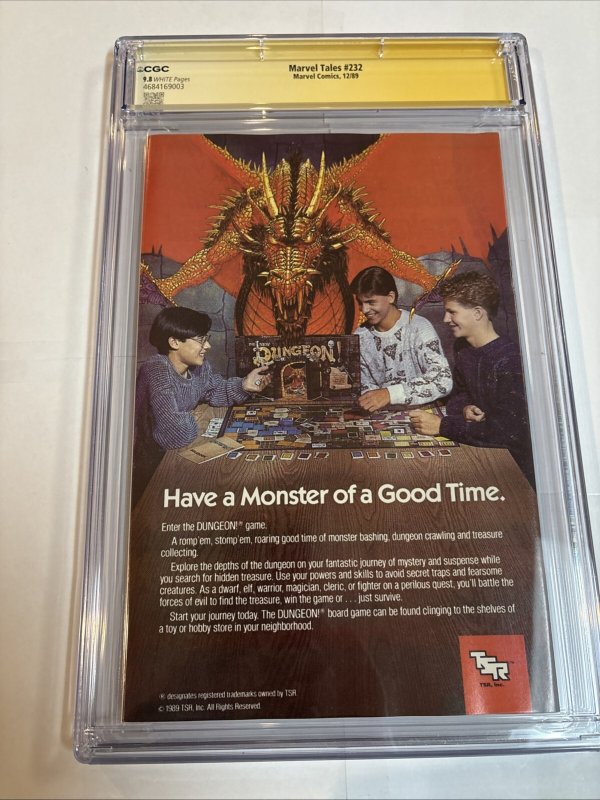 CGC
Marvel Tales #232
Marvel Comics, 12/89
9.8 WHITE Pages
4684169003
THE NEW
DUNGEON!
Have a Monster of a Good Time.
Enter the DUNGEON!® game.
A romp'em, stomp'em, roaring good time of monster bashing, dungeon crawling and treasure
collecting.
Explore the depths of the dungeon on your fantastic journey of mystery and suspense while
you search for hidden treasure. Use your powers and skills to avoid secret traps and fearsome
creatures. As a dwarf, elf, warrior, magician, cleric, or fighter on a perilous quest, you'll battle the
forces of evil to find the treasure, win the game or . . . just survive.
Start your journey today. The DUNGEON!® board game can be found clinging to the shelves of
a toy or hobby store in your neighborhood.
TSR
TSR, Inc.
® designates registered trademarks owned by TSR
© 1989 TSR, Inc. All Rights Reserved.